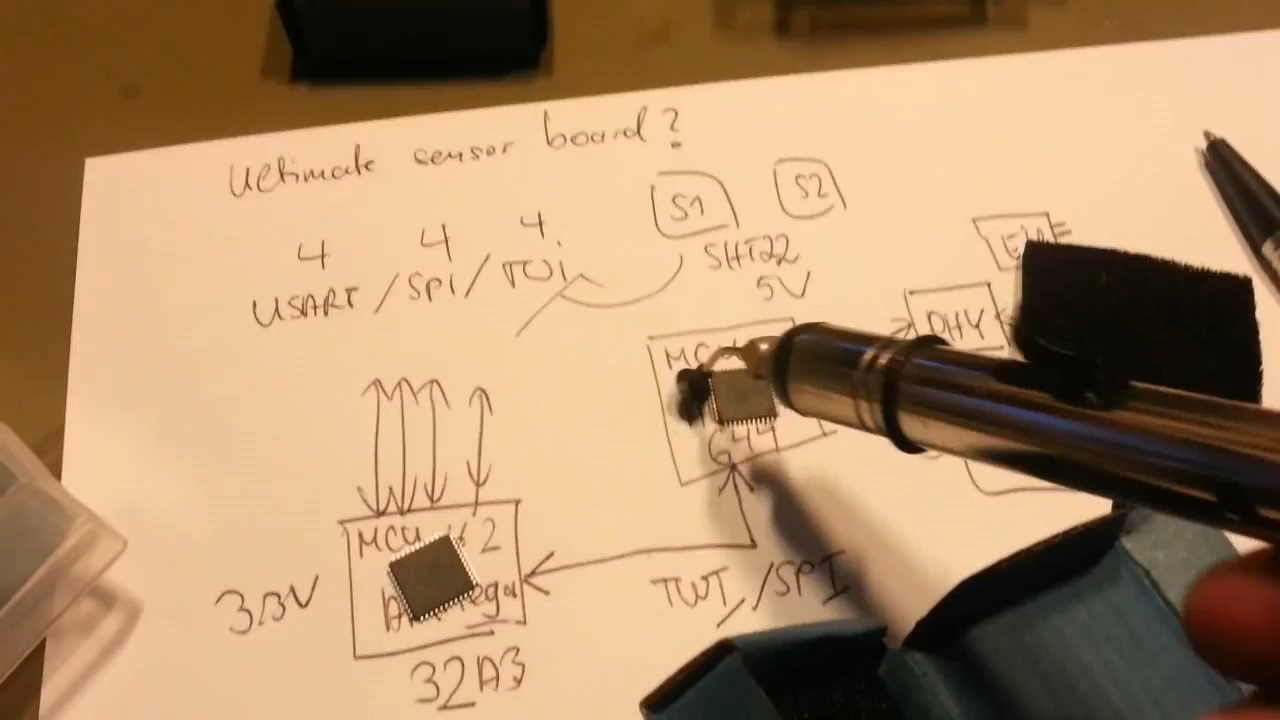 Ultimate sensor board?
S1
S2
4 4 4
USART / SPI / TWI
SHT22
5V
PHY
G44
MCU # 2
3.3V
32A3
TWI / SPI